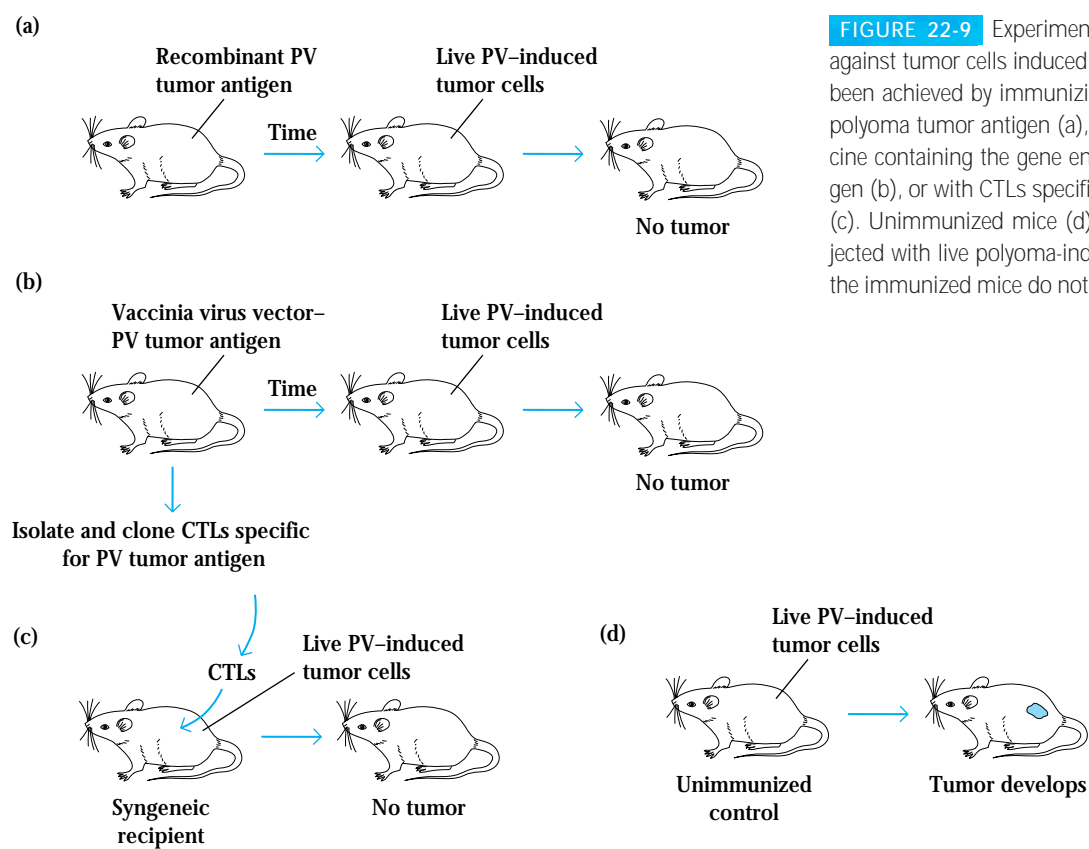 (a)
Recombinant PV
tumor antigen
Time
Live PV–induced
tumor cells
No tumor
FIGURE 22-9 Experimen
against tumor cells induced
been achieved by immunizi
polyoma tumor antigen (a),
cine containing the gene en
gen (b), or with CTLs specifi
(c). Unimmunized mice (d)
jected with live polyoma-ind
the immunized mice do not
(b)
Vaccinia virus vector–
PV tumor antigen
Time
Live PV–induced
tumor cells
No tumor
Isolate and clone CTLs specific
for PV tumor antigen
(c)
CTLs
Live PV–induced
tumor cells
Syngeneic
recipient
No tumor
(d)
Live PV–induced
tumor cells
Unimmunized
control
Tumor develops